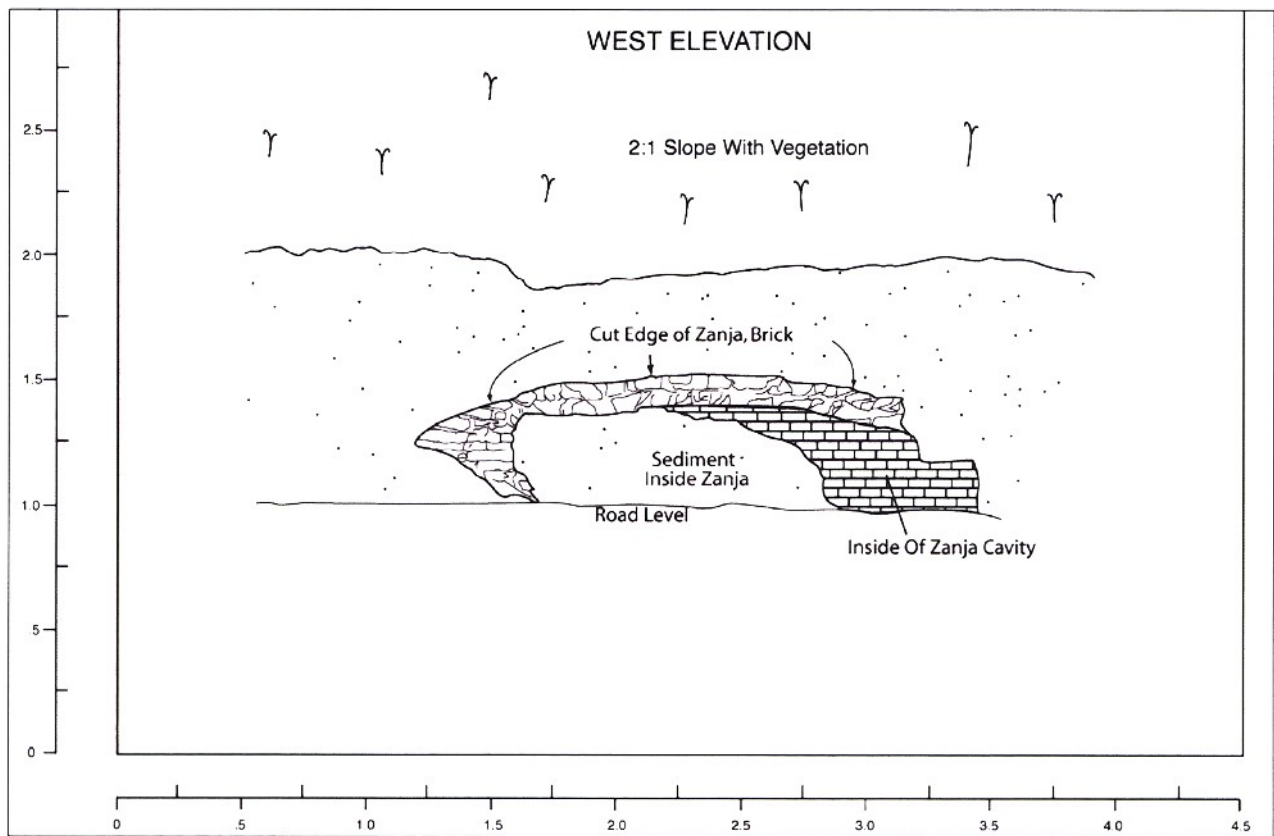 WEST ELEVATION
2:1 Slope With Vegetation
2.5
2.0
Cut Edge of Zanja, Brick
1.5
Sediment
Inside Zanja
1.0
Road Level
Inside Of Zanja Cavity
5
0
0 .5 1 0 1.5 2.0 2.5 3.0 3.5 4 0 4 5